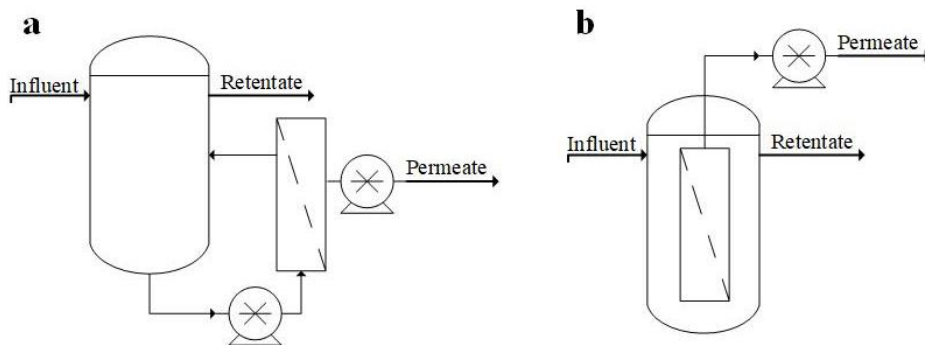 a
Influent
Retentate
Permeate
b
Permeate
Influent
Retentate